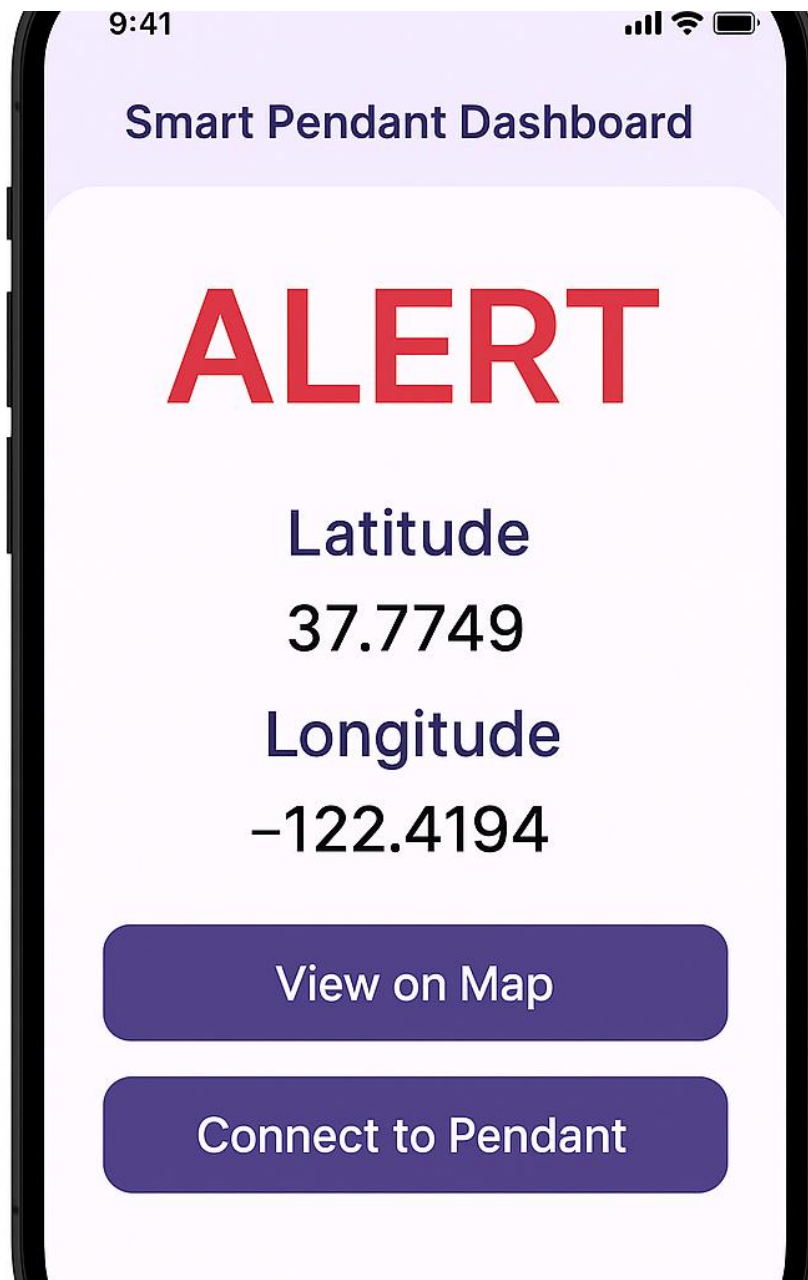 9:41
Smart Pendant Dashboard
ALERT
Latitude
37.7749
Longitude
–122.4194
View on Map
Connect to Pendant